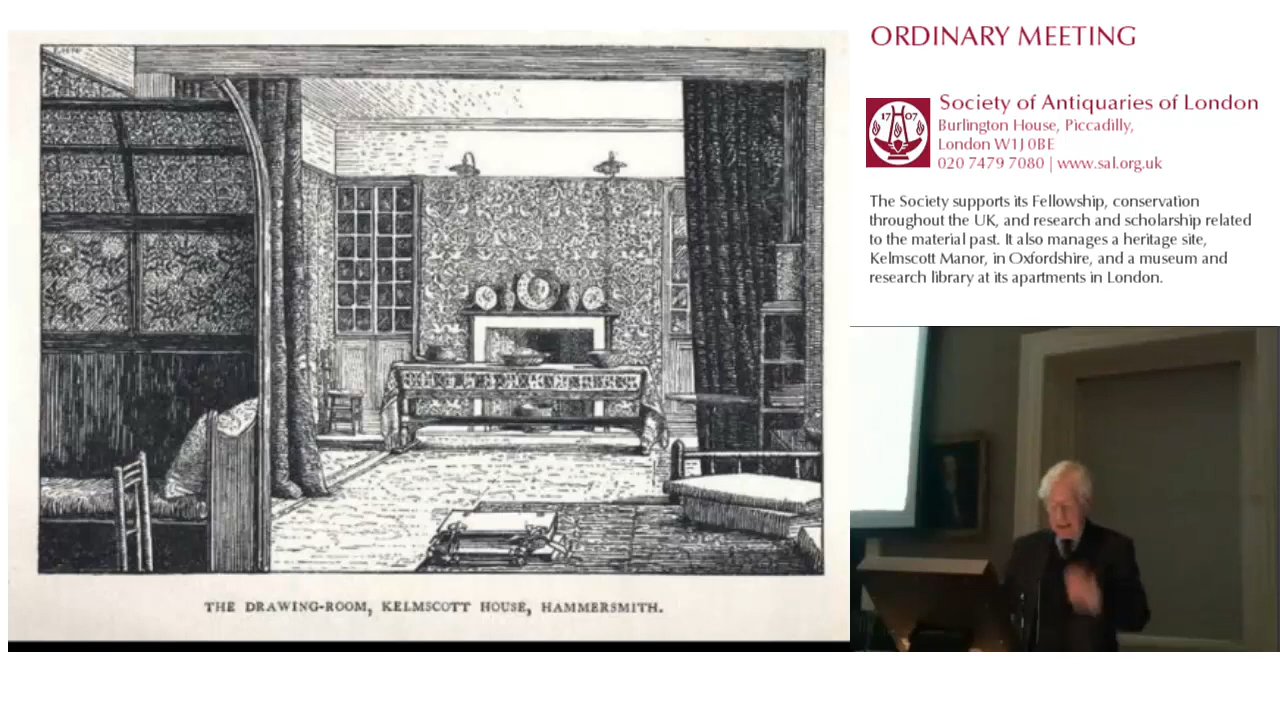 THE DRAWING-ROOM, KELMSCOTT HOUSE, HAMMERSMITH.
ORDINARY MEETING
17 07
Society of Antiquaries of London
Burlington House, Piccadilly,
London W1J 0BE
020 7479 7080 | www.sal.org.uk
The Society supports its Fellowship, conservation
throughout the UK, and research and scholarship related
to the material past. It also manages a heritage site,
Kelmscott Manor, in Oxfordshire, and a museum and
research library at its apartments in London.